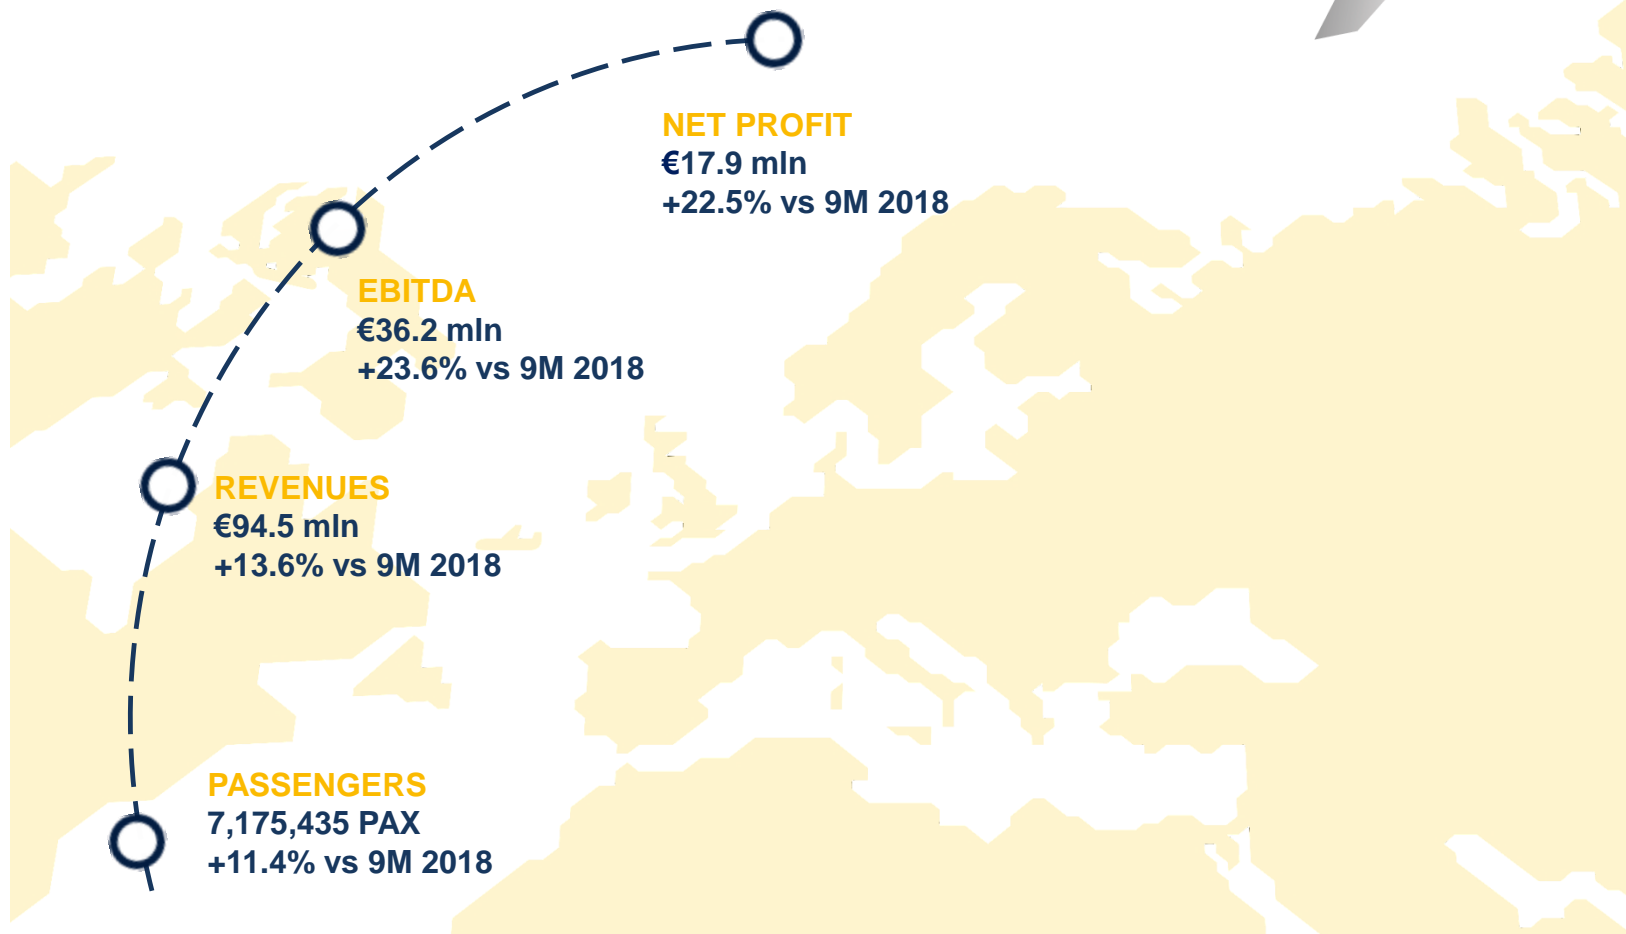 NET PROFIT
€17.9 mln
+22.5% vs 9M 2018
EBITDA
€36.2 mln
+23.6% vs 9M 2018
REVENUES
€94.5 mln
+13.6% vs 9M 2018
PASSENGERS
7,175,435 PAX
+11.4% vs 9M 2018